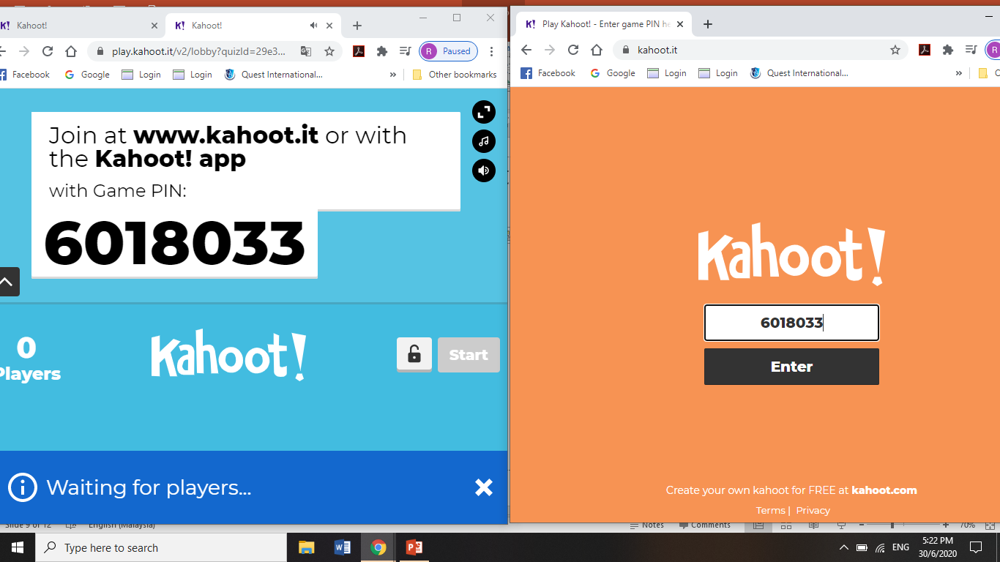 Kahoot!
Kahoot!
play.kahoot.it/v2/lobby?quizId=29e3...
R Paused
Facebook
Google
Login
Login
Quest International...
»
Other bookmarks
Join at www.kahoot.it or with
the Kahoot! app
with Game PIN:
6018033
0
Players
Kahoot!
Start
Waiting for players...
K! Play Kahoot! - Enter game PIN he
kahoot.it
R
Facebook
Google
Login
Login
Quest International...
»
Kahoot!
6018033
Enter
Create your own kahoot for FREE at kahoot.com
Terms | Privacy
Slide 9 of 12
English (Malaysia)
Notes
Comments
70%
Type here to search
ENG
5:22 PM
30/6/2020